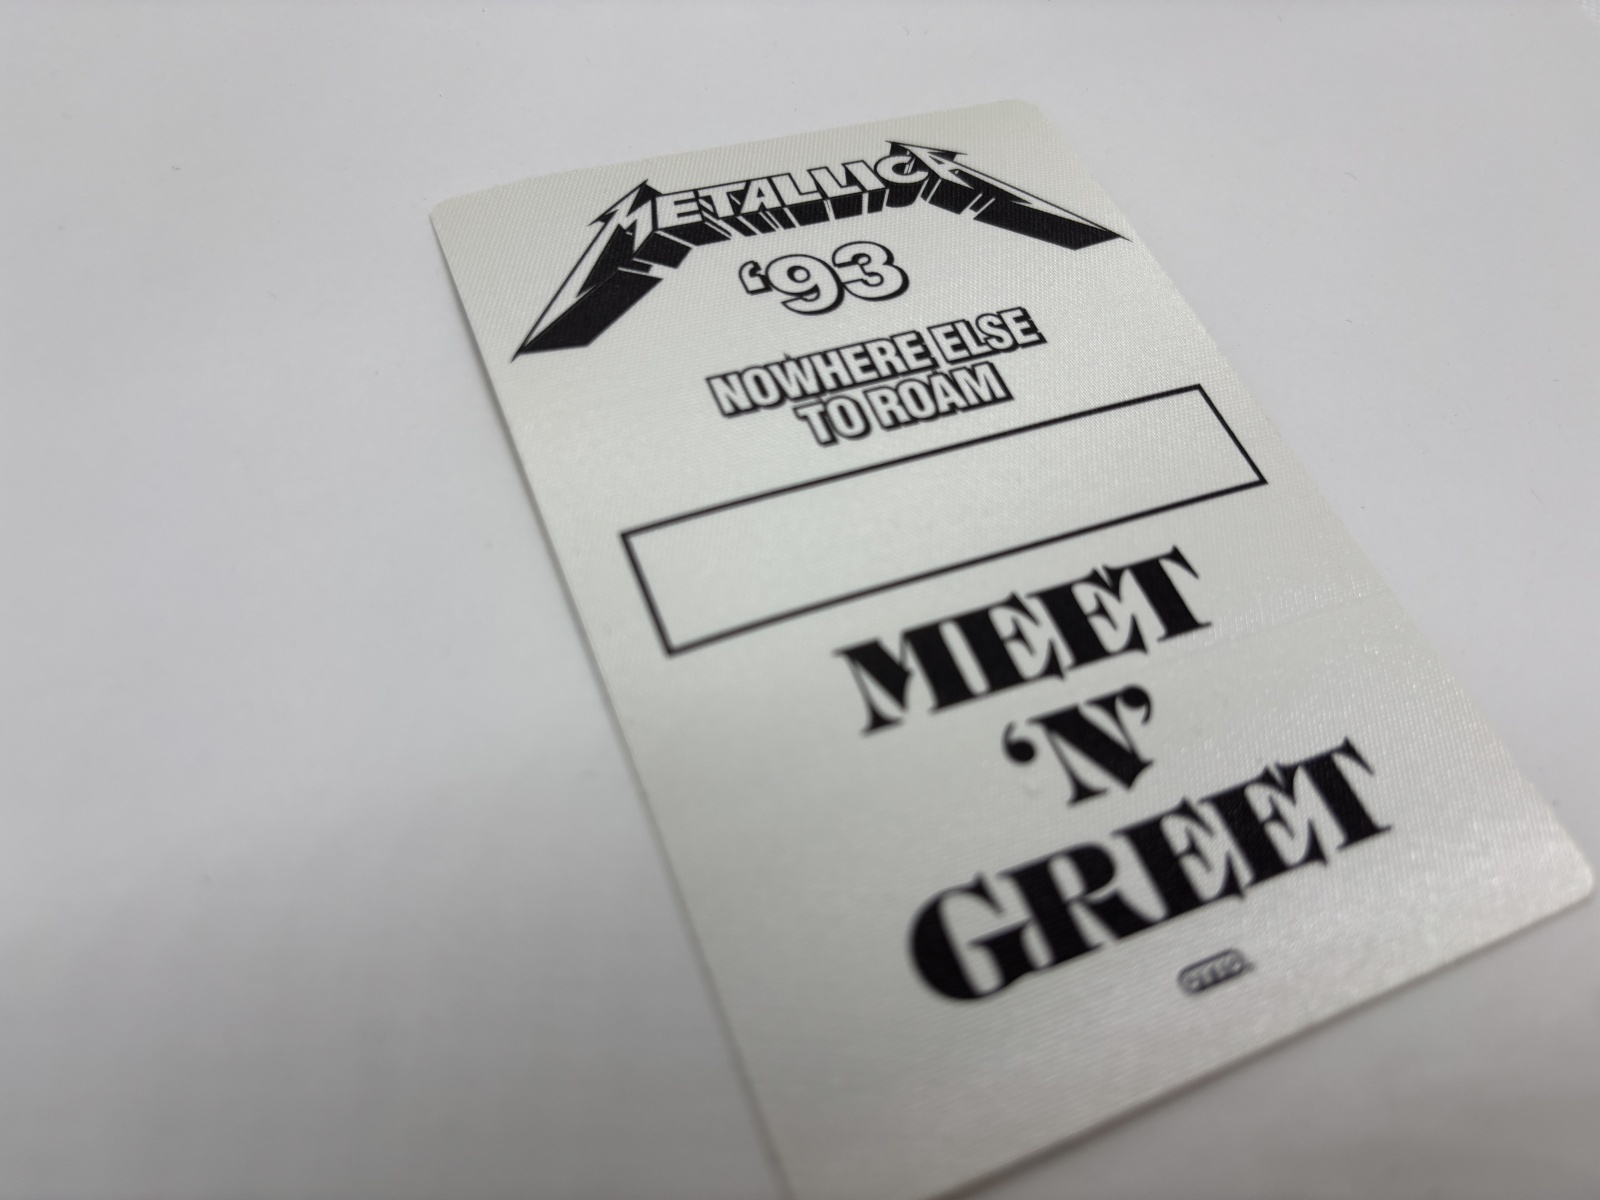 METALLICA
‘93
NOWHERE ELSE
TO ROAM
MEET
‘N’
GREET